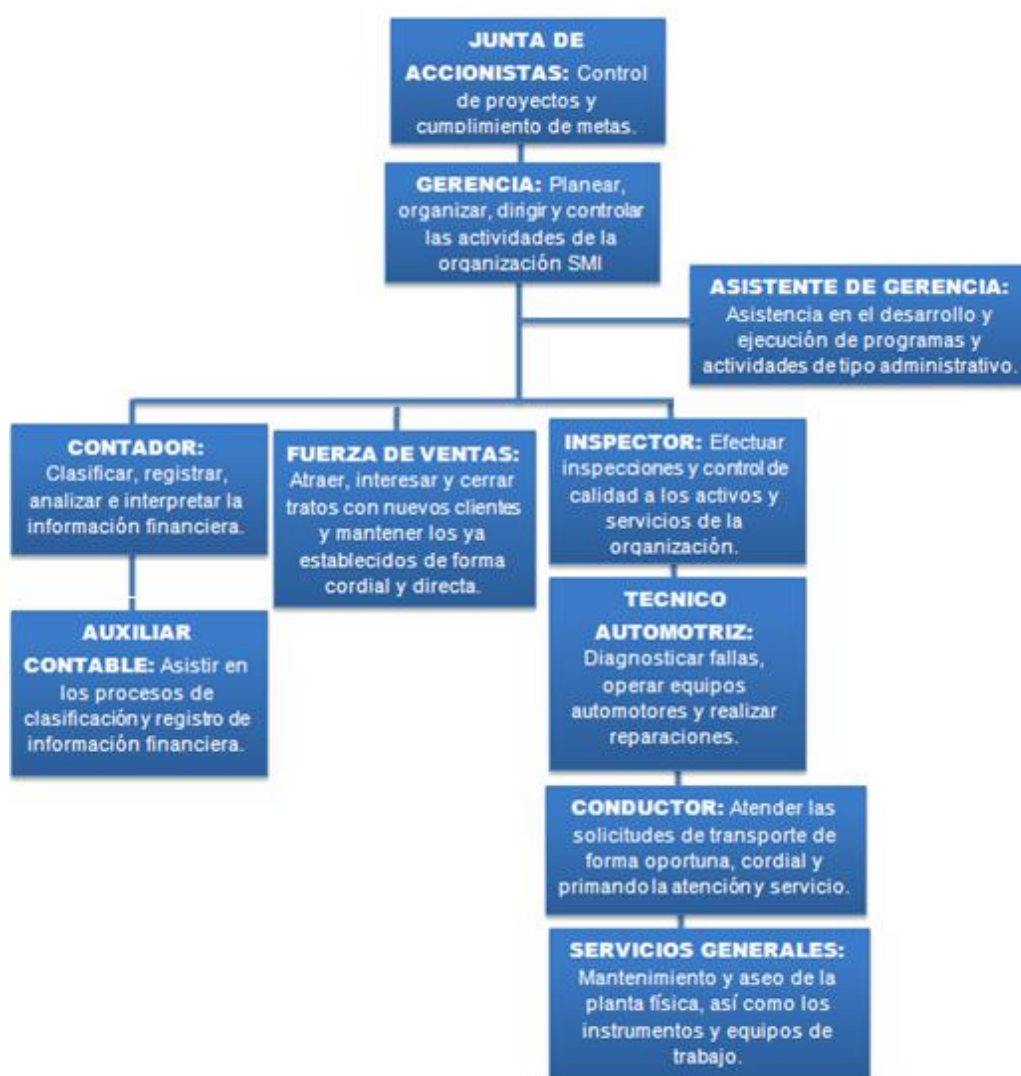 JUNTA DE
ACCIONISTAS: Control
de proyectos y
cumplimiento de metas.
GERENCIA: Planear,
organizar, dirigir y controlar
las actividades de la
organización SMI
ASISTENTE DE GERENCIA:
Asistencia en el desarrollo y
ejecución de programas y
actividades de tipo administrativo.
CONTADOR:
Clasificar, registrar,
analizar e interpretar la
información financiera.
FUERZA DE VENTAS:
Atraer, interesar y cerrar
tratos con nuevos clientes
y mantener los ya
establecidos de forma
cordial y directa.
INSPECTOR: Efectuar
inspecciones y control de
calidad a los activos y
servicios de la
organización.
AUXILIAR
CONTABLE: Asistir en
los procesos de
clasificación y registro de
información financiera.
TECNICO
AUTOMOTRIZ:
Diagnosticar fallas,
operar equipos
automotores y realizar
reparaciones.
CONDUCTOR: Atender las
solicitudes de transporte de
forma oportuna, cordial y
primando la atención y servicio.
SERVICIOS GENERALES:
Mantenimiento y aseo de la
planta física, así como los
instrumentos y equipos de
trabajo.